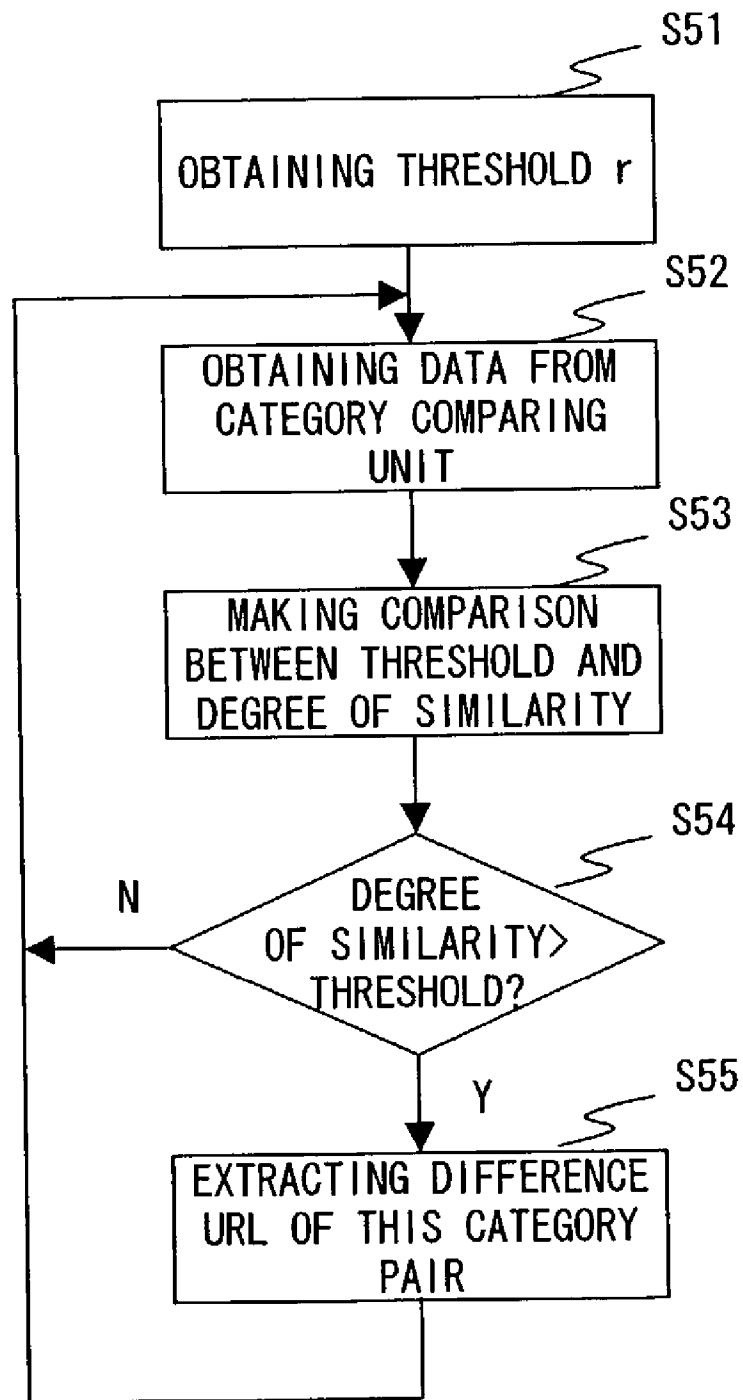 S51
OBTAINING THRESHOLD r
S52
OBTAINING DATA FROM
CATEGORY COMPARING
UNIT
S53
MAKING COMPARISON
BETWEEN THRESHOLD AND
DEGREE OF SIMILARITY
S54
N
DEGREE
OF SIMILARITY>
THRESHOLD?
Y
S55
EXTRACTING DIFFERENCE
URL OF THIS CATEGORY
PAIR